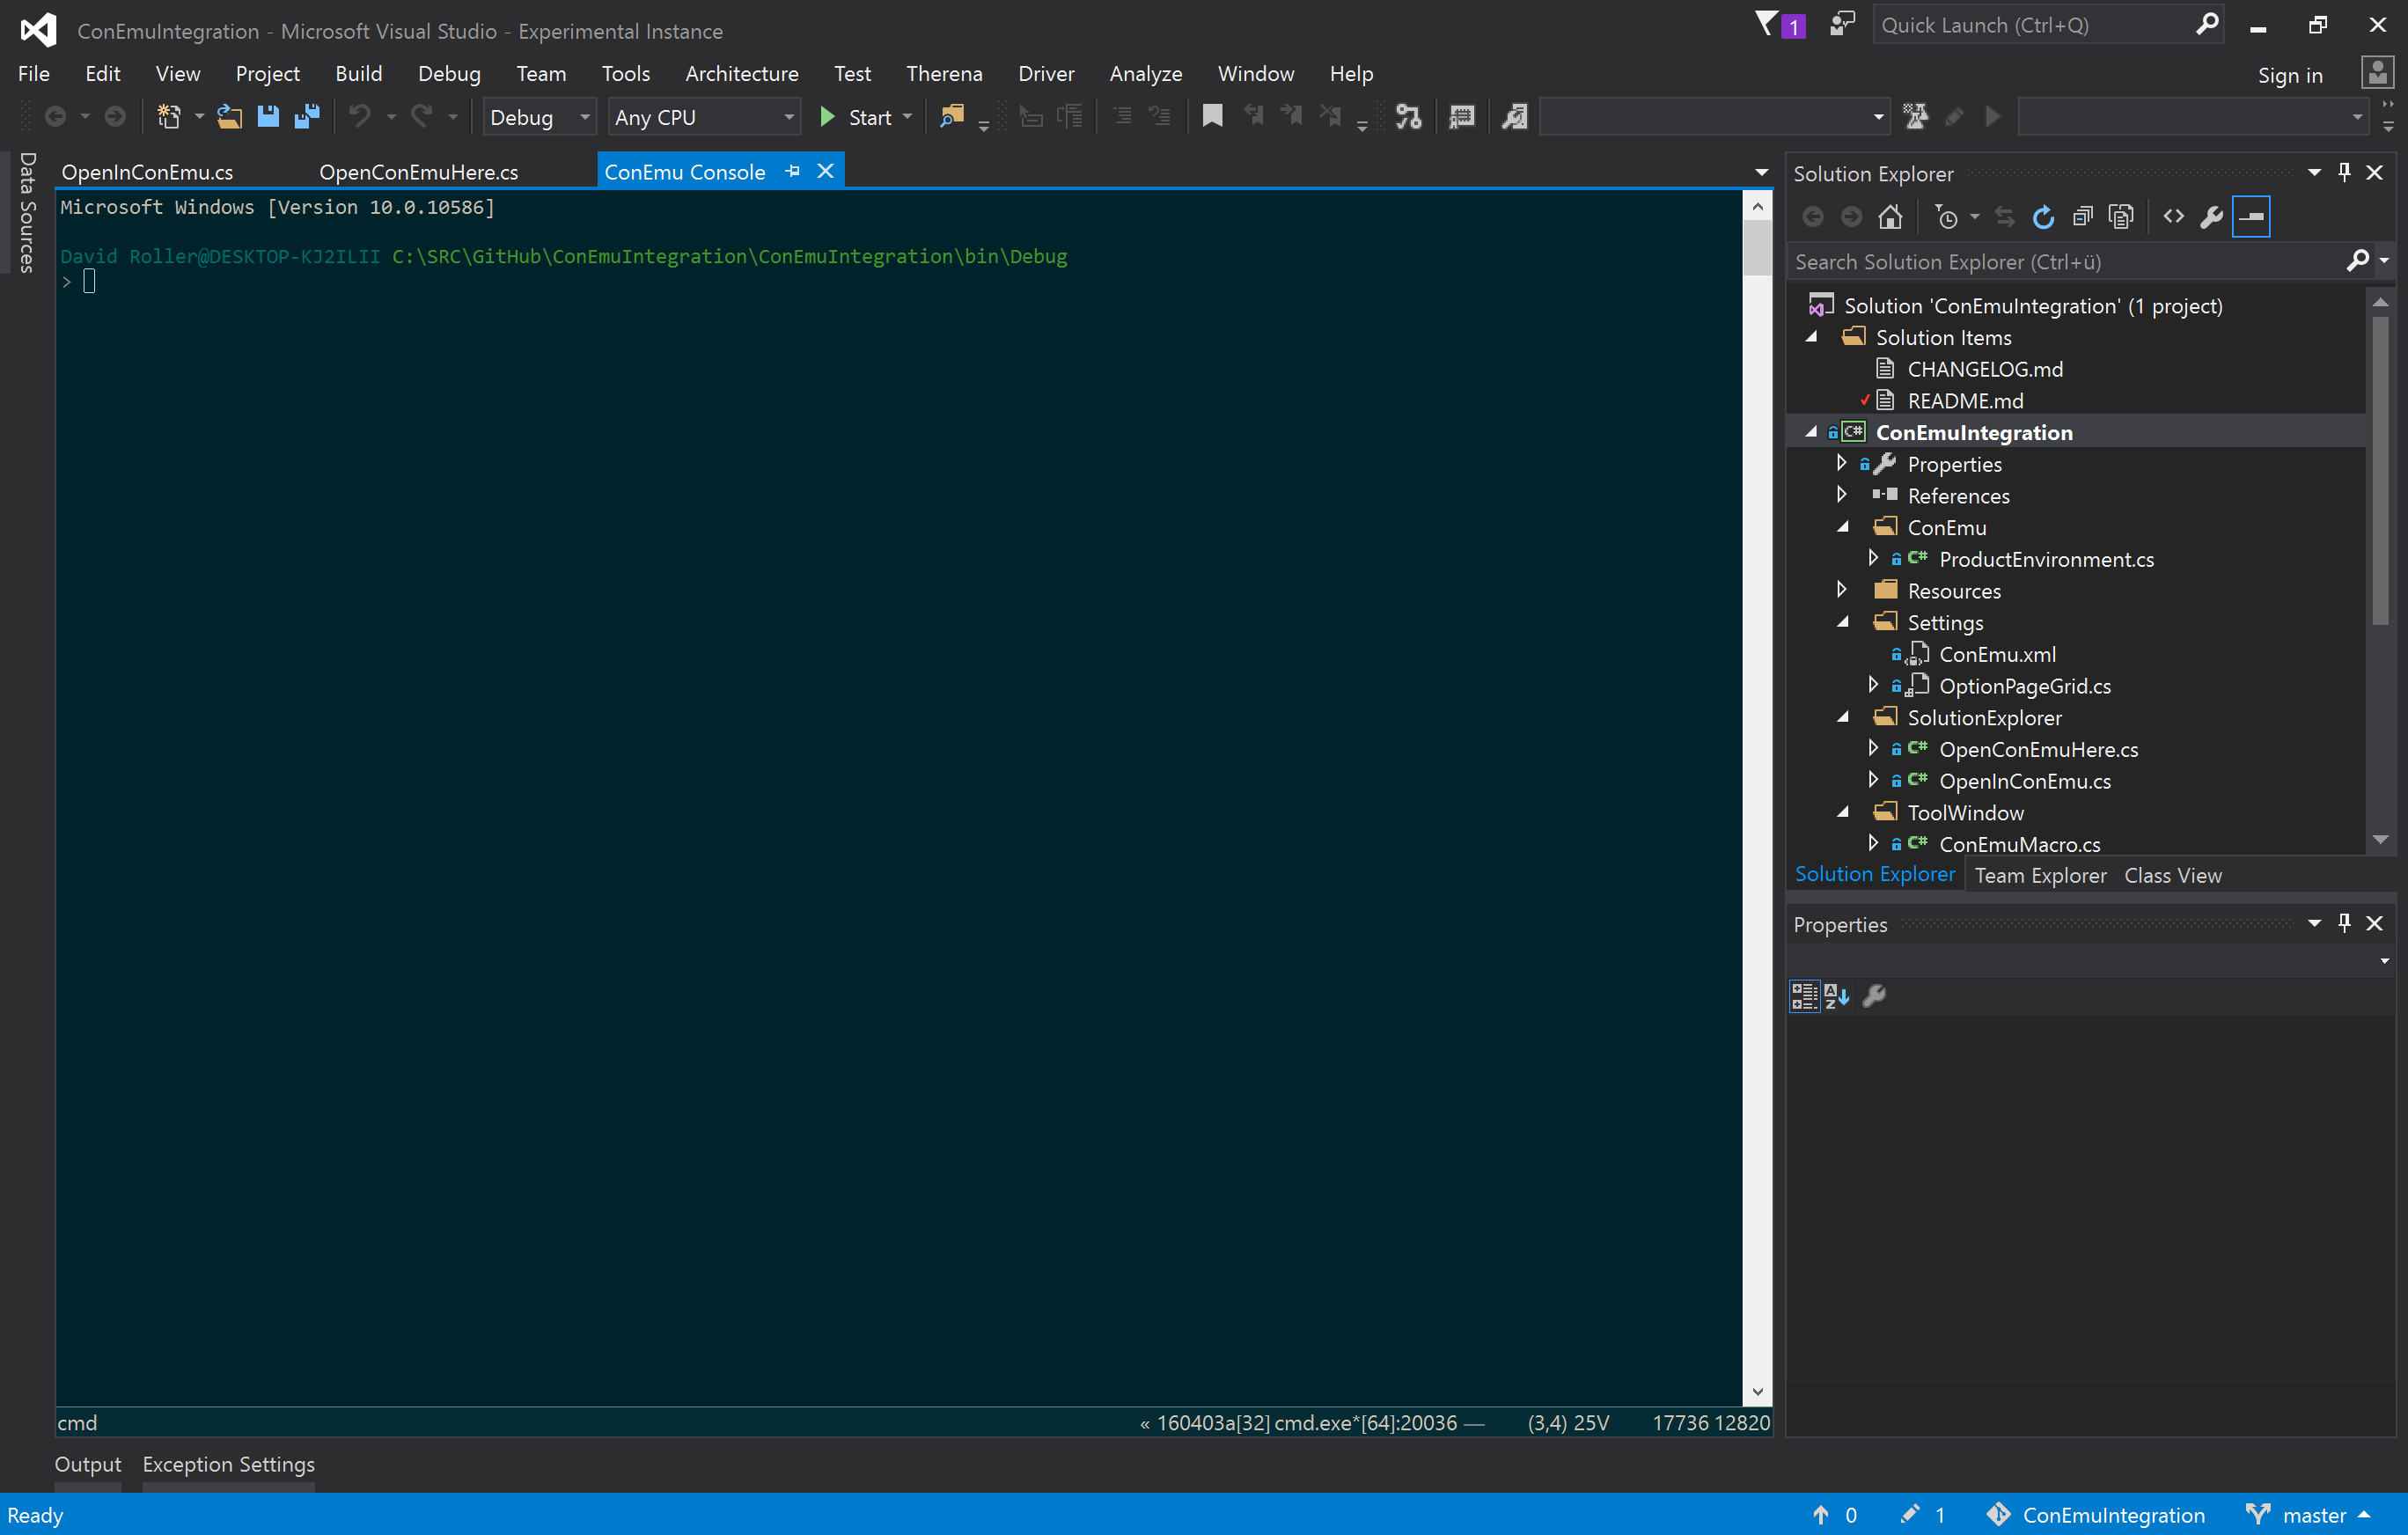 ConEmuIntegration - Microsoft Visual Studio - Experimental Instance
1
Quick Launch (Ctrl+Q)
File Edit View Project Build Debug Team Tools Architecture Test Therena Driver Analyze Window Help
Sign in
Debug
Any CPU
Start
Data Sources
OpenInConEmu.cs
OpenConEmuHere.cs
ConEmu Console
Microsoft Windows [Version 10.0.10586]
David Roller@DESKTOP-KJ2ILII C:\SRC\GitHub\ConEmuIntegration\ConEmuIntegration\bin\Debug
>
cmd
« 160403a[32] cmd.exe*[64]:20036 — (3,4) 25V 17736 12820
Solution Explorer
Search Solution Explorer (Ctrl+ü)
Solution 'ConEmuIntegration' (1 project)
Solution Items
CHANGELOG.md
README.md
C# ConEmuIntegration
Properties
References
ConEmu
C# ProductEnvironment.cs
Resources
Settings
ConEmu.xml
OptionPageGrid.cs
SolutionExplorer
C# OpenConEmuHere.cs
C# OpenInConEmu.cs
ToolWindow
C# ConEmuMacro.cs
Solution Explorer Team Explorer Class View
Properties
Output Exception Settings
Ready
0 1 ConEmuIntegration master